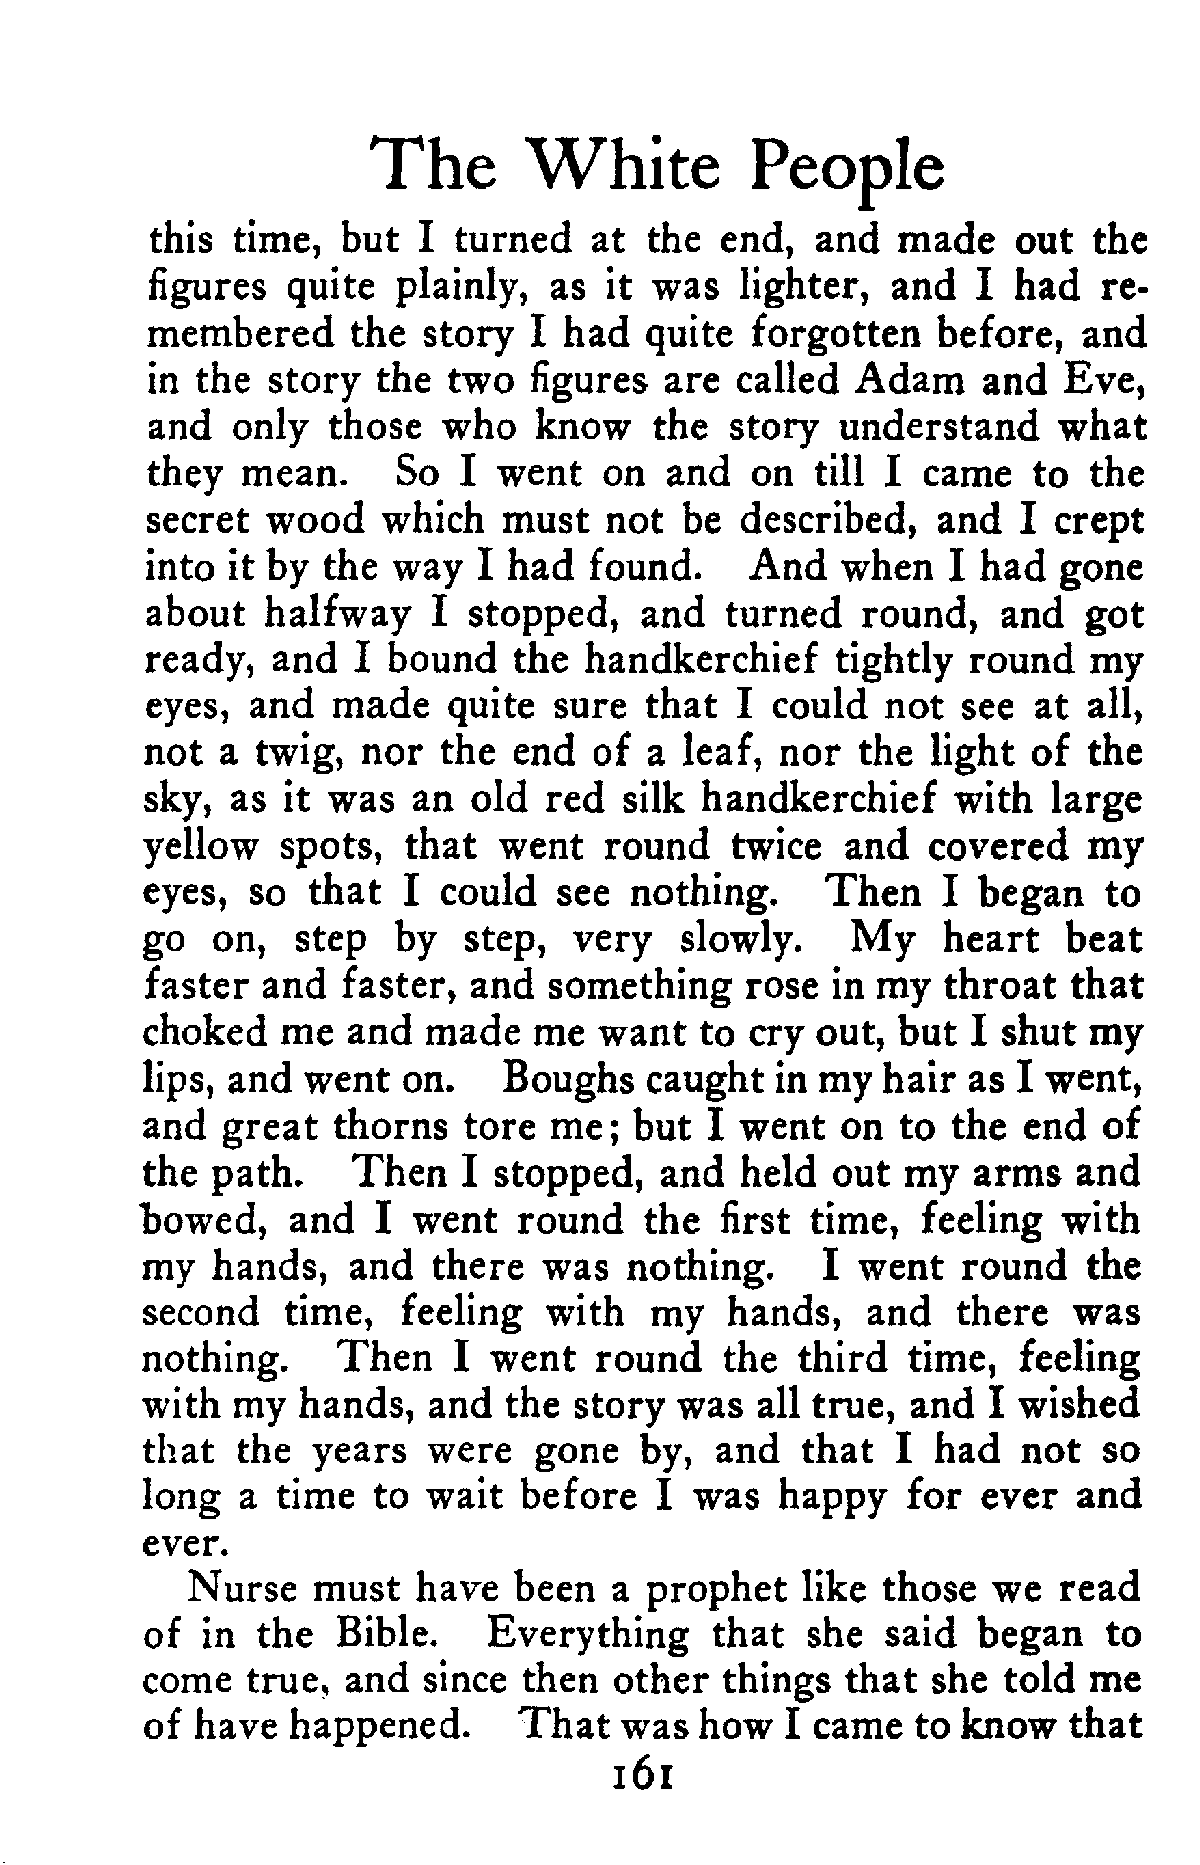 The White People
this time, but I turned at the end, and made out the
figures quite plainly, as it was lighter, and I had re-
membered the story I had quite forgotten before, and
in the story the two figures are called Adam and Eve,
and only those who know the story understand what
they mean. So I went on and on till I came to the
secret wood which must not be described, and I crept
into it by the way I had found. And when I had gone
about halfway I stopped, and turned round, and got
ready, and I bound the handkerchief tightly round my
eyes, and made quite sure that I could not see at all,
not a twig, nor the end of a leaf, nor the light of the
sky, as it was an old red silk handkerchief with large
yellow spots, that went round twice and covered my
eyes, so that I could see nothing. Then I began to
go on, step by step, very slowly. My heart beat
faster and faster, and something rose in my throat that
choked me and made me want to cry out, but I shut my
lips, and went on. Boughs caught in my hair as I went,
and great thorns tore me; but I went on to the end of
the path. Then I stopped, and held out my arms and
bowed, and I went round the first time, feeling with
my hands, and there was nothing. I went round the
second time, feeling with my hands, and there was
nothing. Then I went round the third time, feeling
with my hands, and the story was all true, and I wished
that the years were gone by, and that I had not so
long a time to wait before I was happy for ever and
ever.
Nurse must have been a prophet like those we read
of in the Bible. Everything that she said began to
come true, and since then other things that she told me
of have happened. That was how I came to know that
161